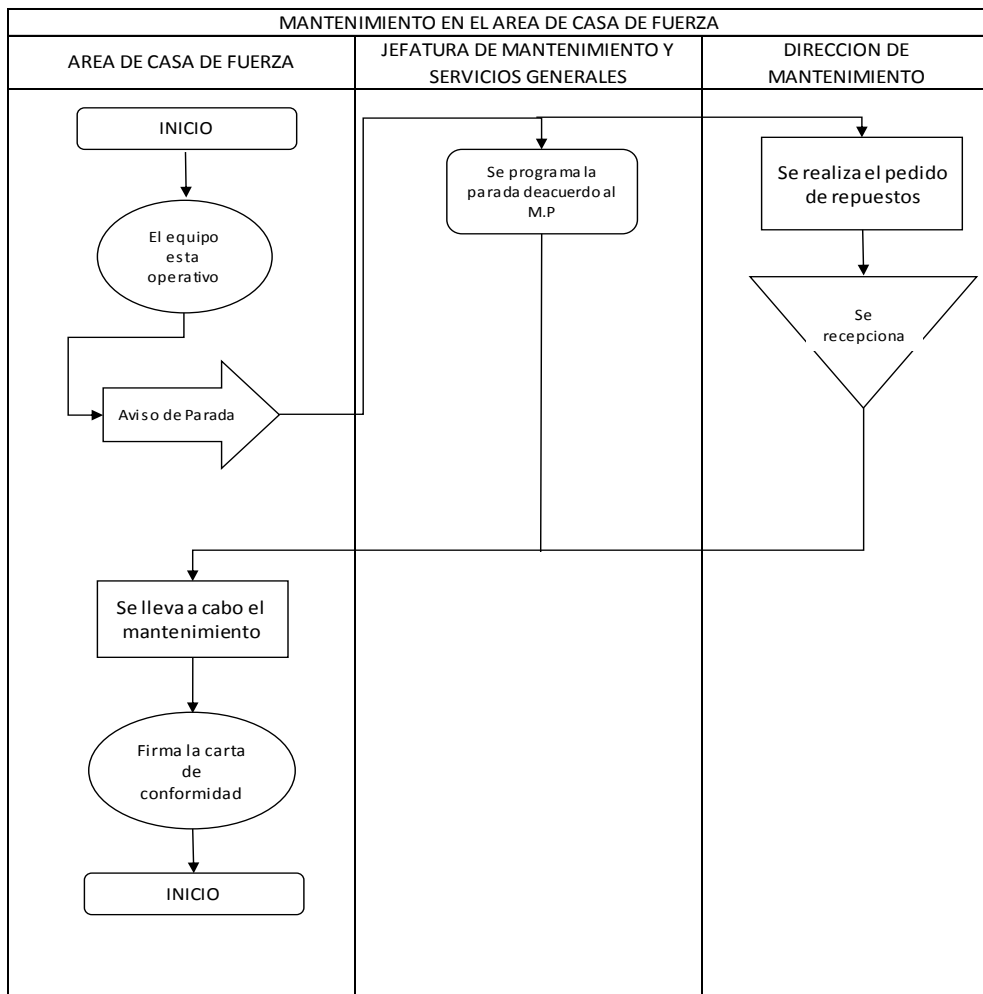 MANTENIMIENTO EN EL AREA DE CASA DE FUERZA
AREA DE CASA DE FUERZA
JEFATURA DE MANTENIMIENTO Y
SERVICIOS GENERALES
DIRECCION DE
MANTENIMIENTO
INICIO
El equipo
esta
operativo
Aviso de Parada
Se programa la
parada deacuerdo al
M.P
Se realiza el pedido
de repuestos
Se
recepciona
Se lleva a cabo el
mantenimiento
Firma la carta
de
conformidad
INICIO